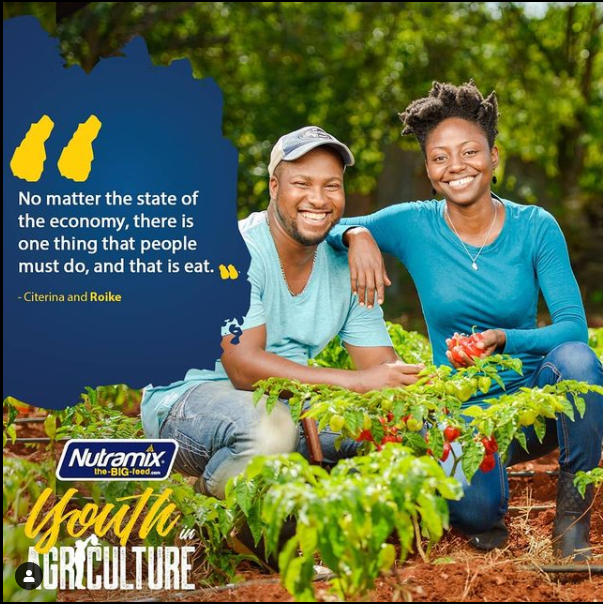 No matter the state of
the economy, there is
one thing that people
must do, and that is eat.
- Citerina and Roike
Nutramix
the-BIG-feed.com
Youth in
AGRICULTURE